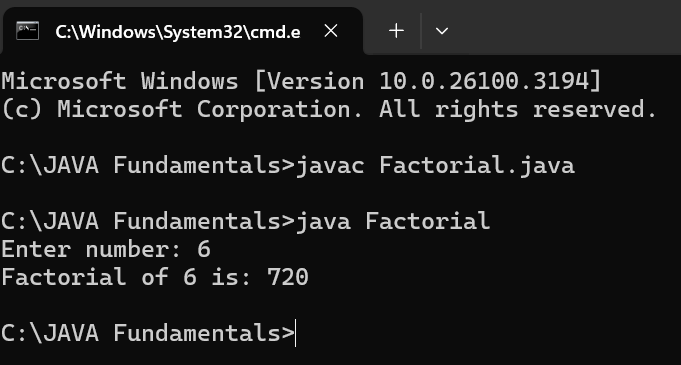 C:\Windows\System32\cmd.e
Microsoft Windows [Version 10.0.26100.3194]
(c) Microsoft Corporation. All rights reserved.
C:\JAVA Fundamentals>javac Factorial.java
C:\JAVA Fundamentals>java Factorial
Enter number: 6
Factorial of 6 is: 720
C:\JAVA Fundamentals>